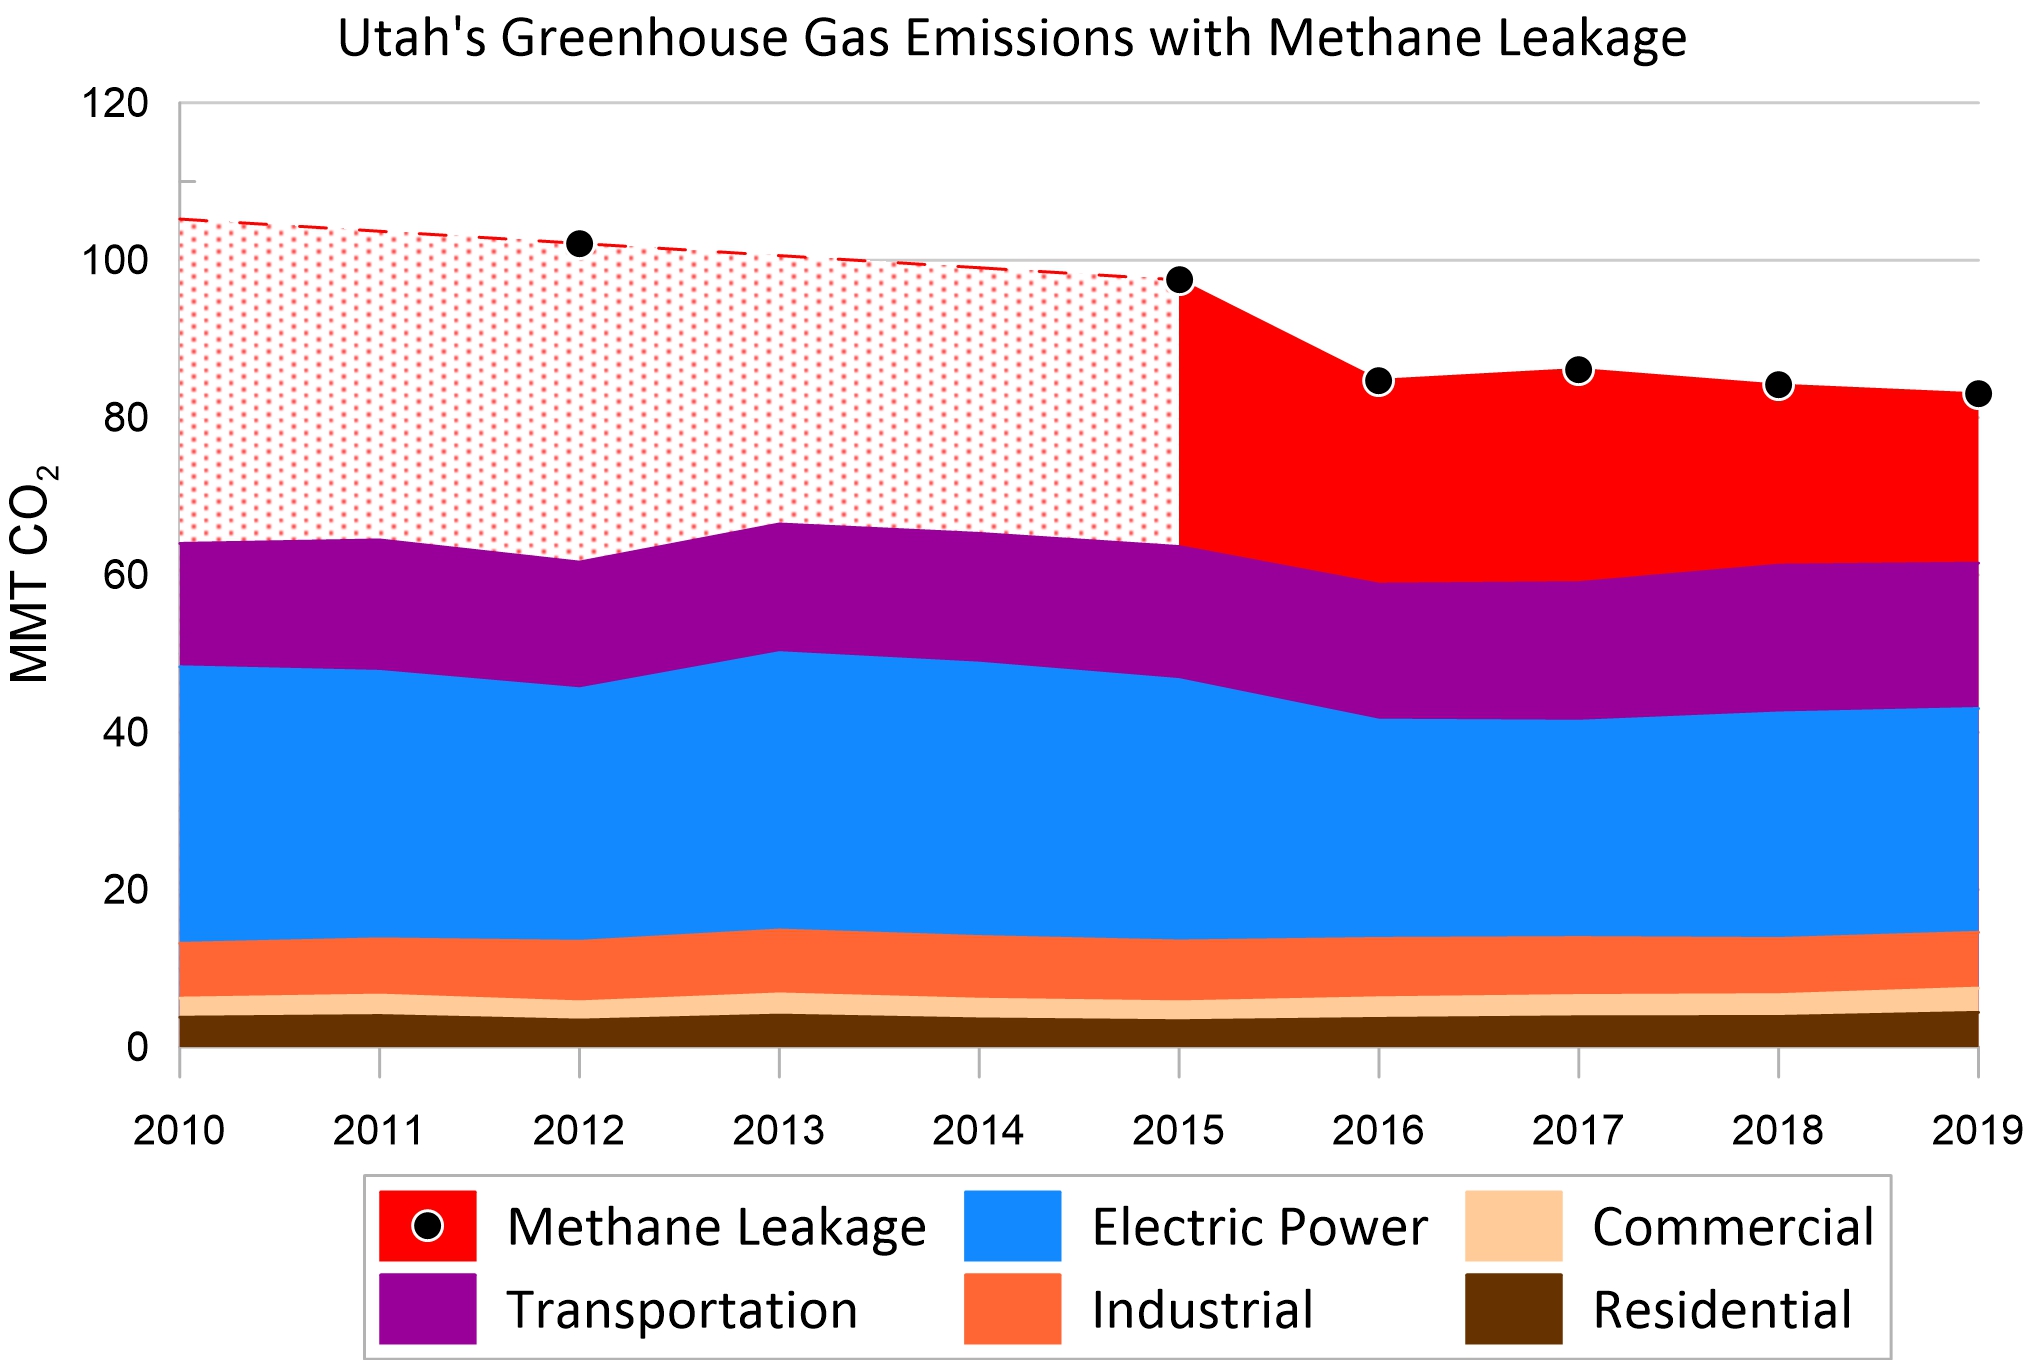 Utah's Greenhouse Gas Emissions with Methane Leakage
120
100
80
60
40
20
0
MMT CO₂
2010 2011 2012 2013 2014 2015 2016 2017 2018 2019
Methane Leakage Electric Power Commercial
Transportation Industrial Residential